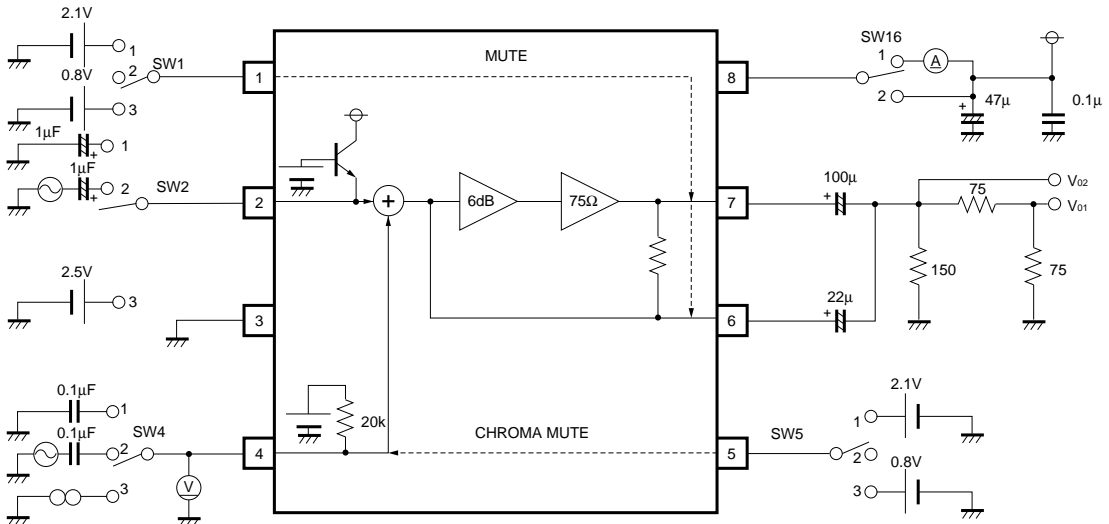 2.1V
1
2 SW1
0.8V
3
1µF
+ 1
1µF
2 SW2
+
2.5V
3
0.1µF
1
0.1µF
2 SW4
3
V
1
2
3
4
MUTE
+
6dB
75Ω
20k
CHROMA MUTE
8
7
6
5
SW16
1
A
2
+ 47µ
0.1µ
100µ
+
75
V02
V01
150
75
22µ
+
2.1V
1
SW5
2
0.8V
3